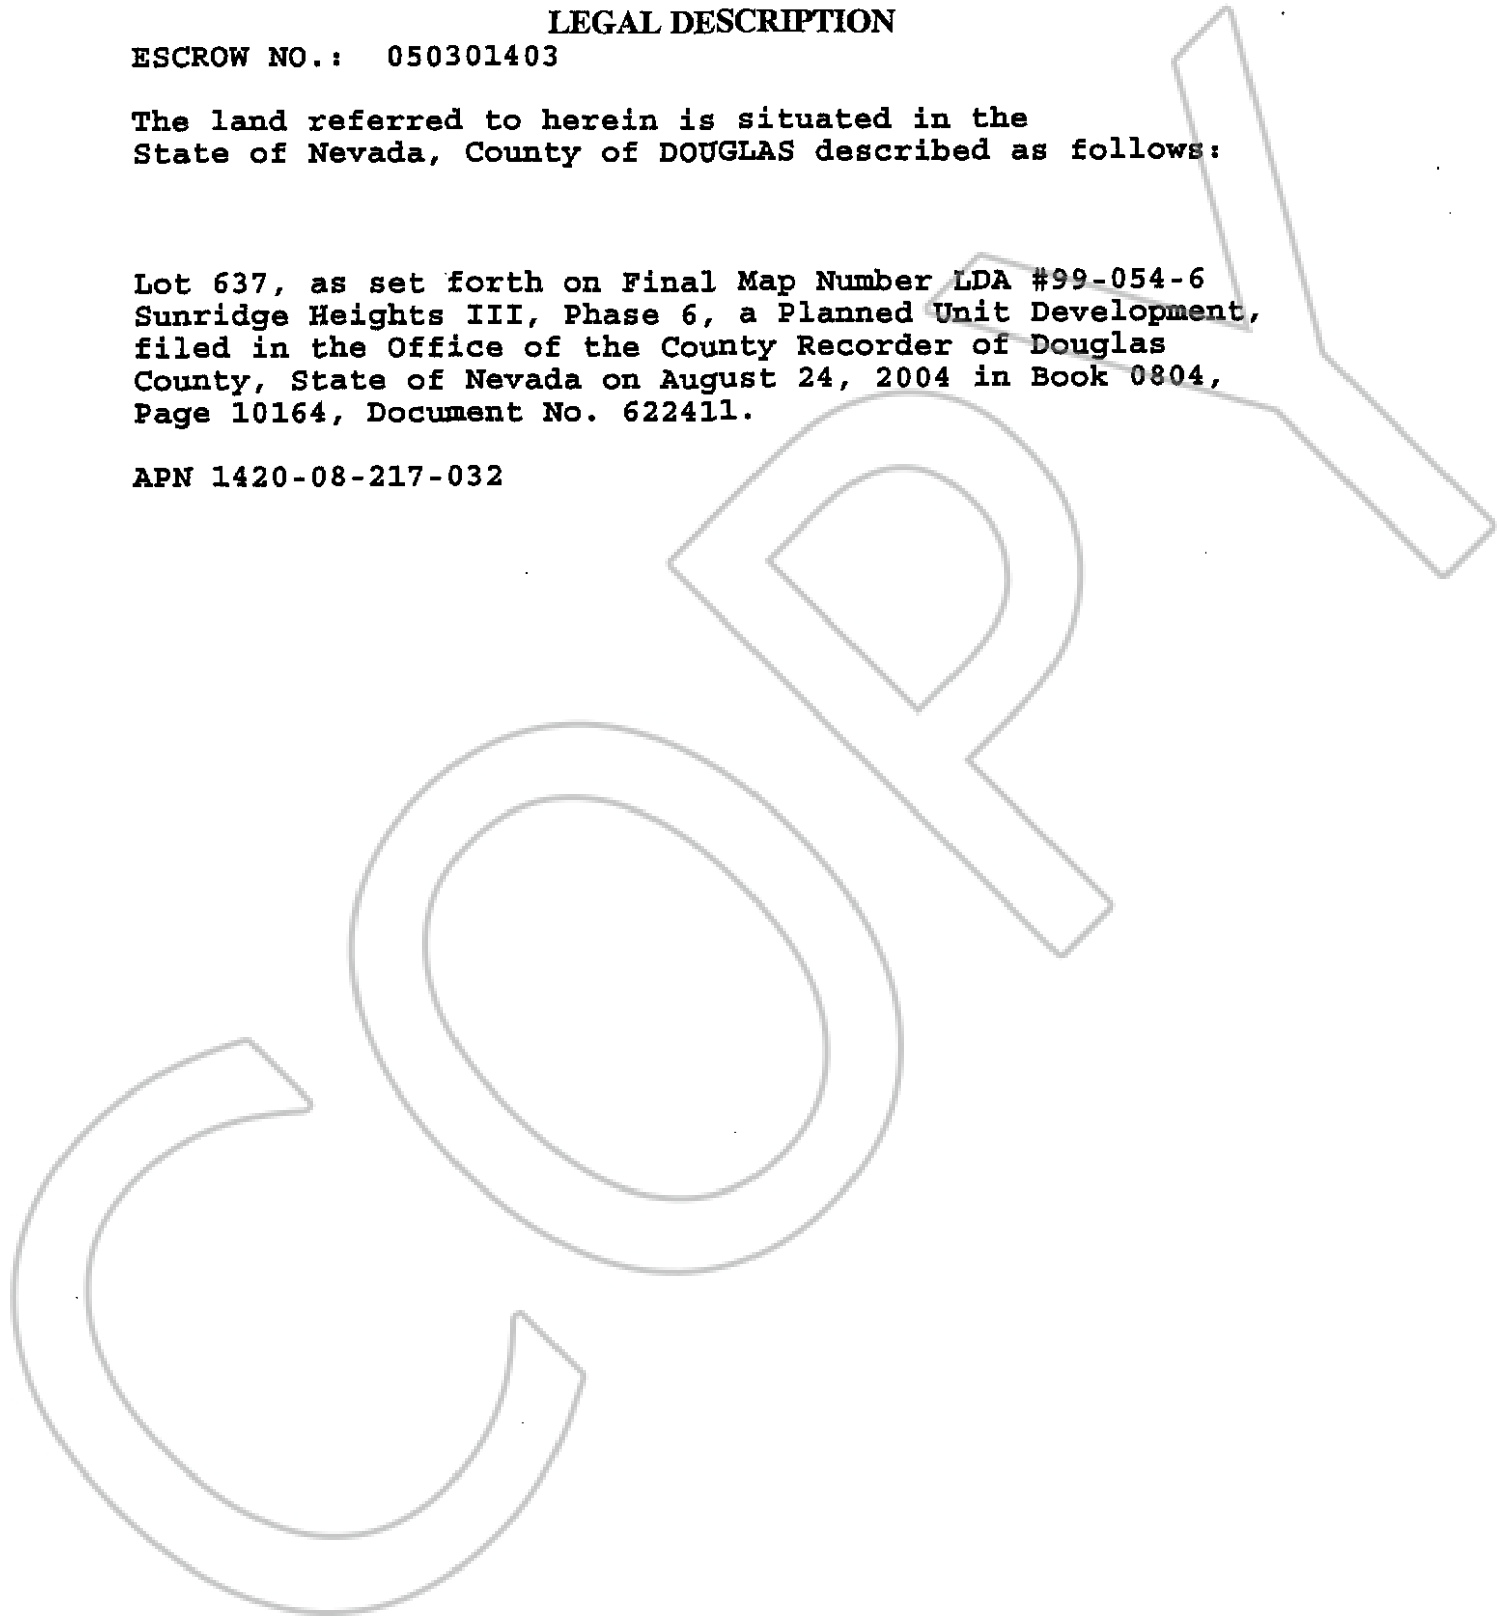 LEGAL DESCRIPTION
ESCROW NO.: 050301403
The land referred to herein is situated in the
State of Nevada, County of DOUGLAS described as follows:
Lot 637, as set forth on Final Map Number LDA #99-054-6
Sunridge Heights III, Phase 6, a Planned Unit Development,
filed in the Office of the County Recorder of Douglas
County, State of Nevada on August 24, 2004 in Book 0804,
Page 10164, Document No. 622411.
APN 1420-08-217-032
COPY